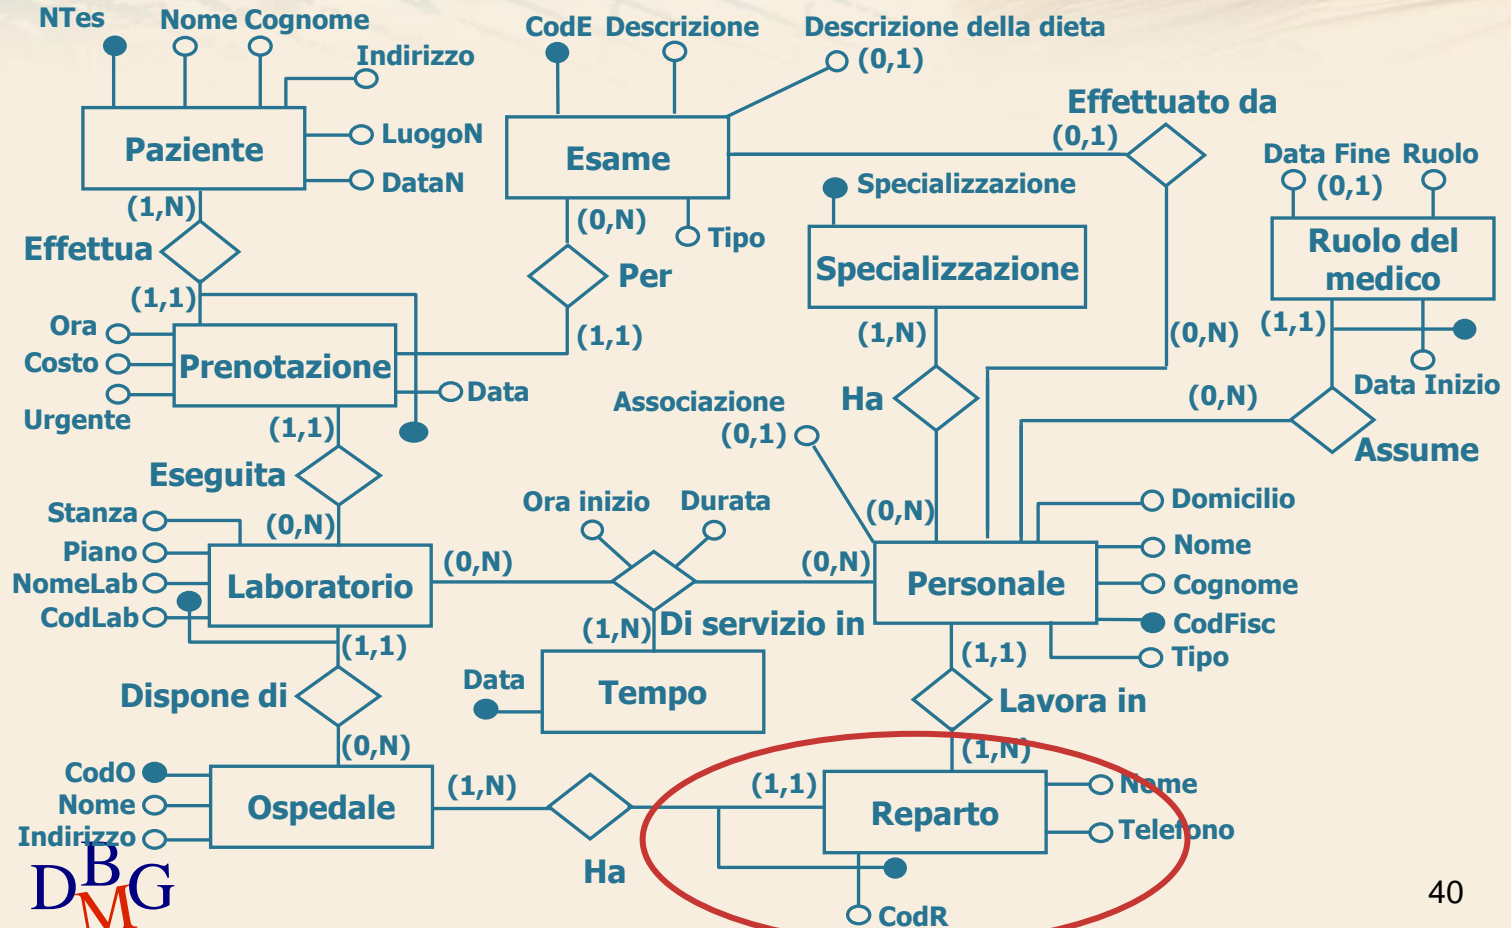 NTes
Nome Cognome
CodE
Descrizione
Descrizione della dieta
(0,1)
Indirizzo
Effettuato da
(0,1)
Paziente
LuogoN
DataN
Esame
Data Fine
Ruolo
(0,1)
Specializzazione
(1,N)
(0,N)
Tipo
Effettua
Per
Specializzazione
Ruolo del
medico
(1,1)
(1,1)
(1,N)
(0,N)
(1,1)
Ora
Costo
Urgente
Prenotazione
Data
Data Inizio
Associazione
(0,1)
Ha
(0,N)
Assume
(1,1)
Eseguita
Stanza
Piano
NomeLab
CodLab
(0,N)
Ora inizio
Durata
(0,N)
Domicilio
Nome
Cognome
CodFisc
Tipo
Laboratorio
(0,N)
(0,N)
Personale
(1,N)
Di servizio in
(1,1)
(1,1)
Dispone di
Data
Tempo
Lavora in
(0,N)
(1,N)
CodO
Nome
Indirizzo
Ospedale
(1,N)
Ha
(1,1)
Reparto
Nome
Telefono
CodR
DBMG
40